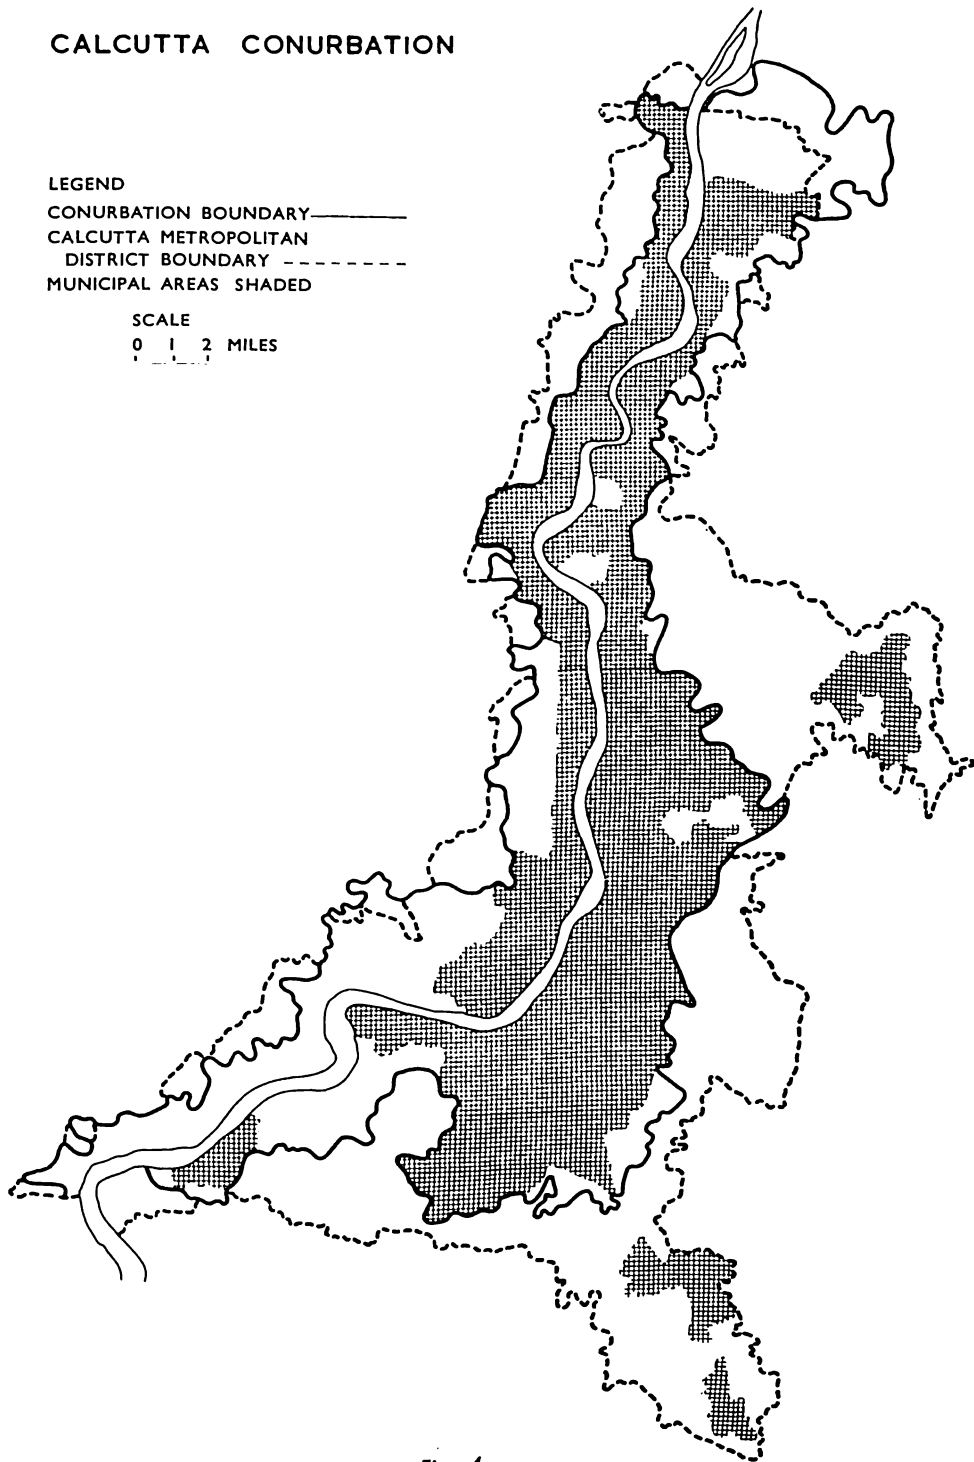 CALCUTTA CONURBATION
LEGEND
CONURBATION BOUNDARY
CALCUTTA METROPOLITAN
DISTRICT BOUNDARY
MUNICIPAL AREAS SHADED
SCALE
0 1 2 MILES